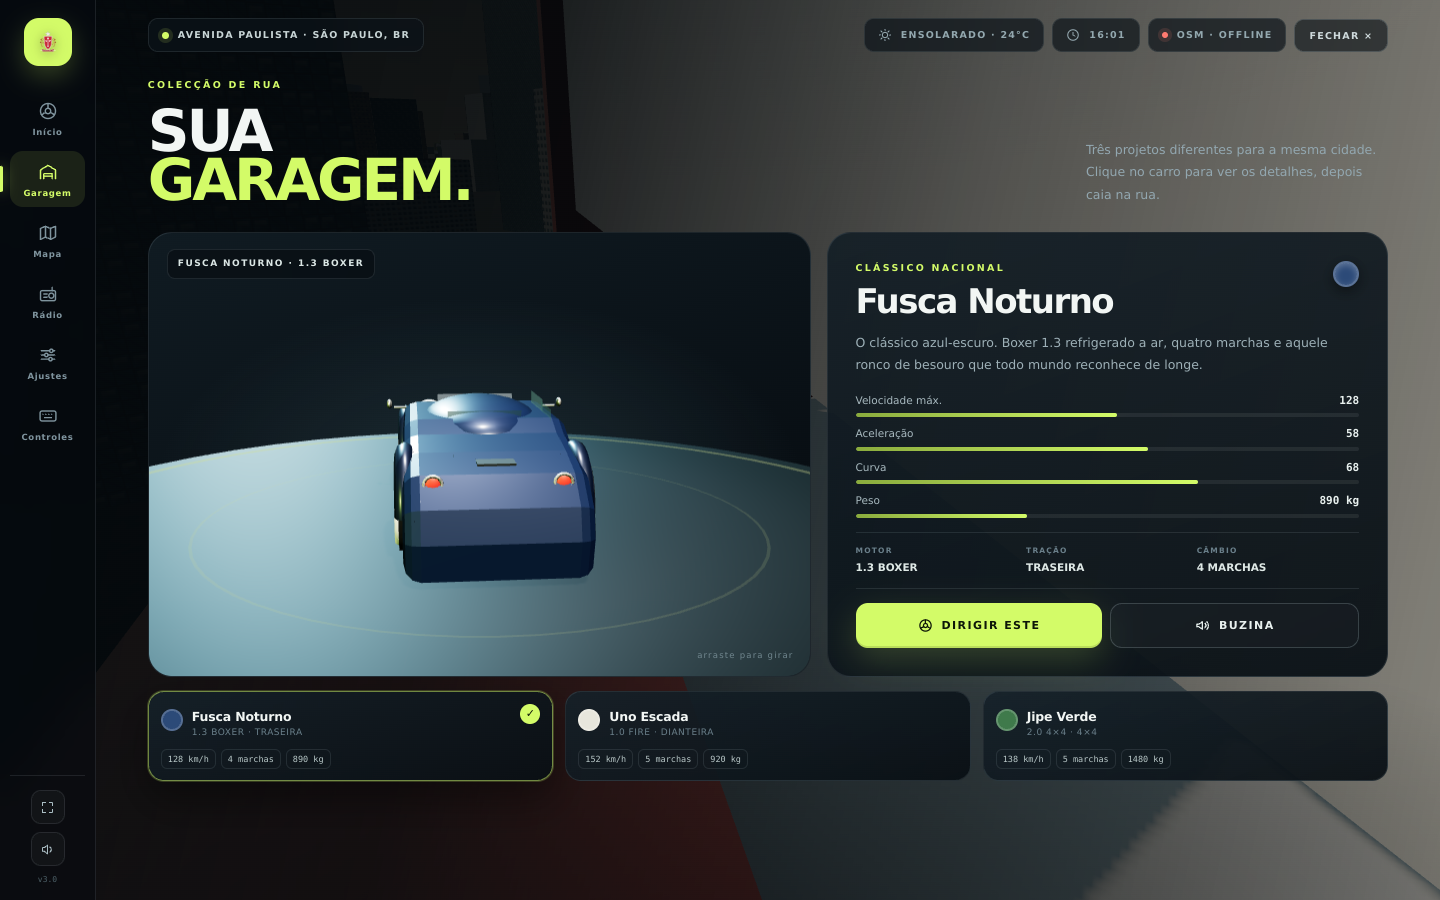 AVENIDA PAULISTA · SÃO PAULO, BR
ENSOLARADO · 24°C
16:01
OSM · OFFLINE
FECHAR ×
Início
Garagem
Mapa
Rádio
Ajustes
Controles
v3.0
COLECÇÃO DE RUA
SUA
GARAGEM.
Três projetos diferentes para a mesma cidade.
Clique no carro para ver os detalhes, depois
caia na rua.
FUSCA NOTURNO · 1.3 BOXER
arraste para girar
CLÁSSICO NACIONAL
Fusca Noturno
O clássico azul-escuro. Boxer 1.3 refrigerado a ar, quatro marchas e aquele
ronco de besouro que todo mundo reconhece de longe.
Velocidade máx. 128
Aceleração 58
Curva 68
Peso 890 kg
MOTOR TRAÇÃO CÂMBIO
1.3 BOXER TRASEIRA 4 MARCHAS
DIRIGIR ESTE
BUZINA
Fusca Noturno
1.3 BOXER · TRASEIRA
128 km/h 4 marchas 890 kg
Uno Escada
1.0 FIRE · DIANTEIRA
152 km/h 5 marchas 920 kg
Jipe Verde
2.0 4×4 · 4×4
138 km/h 5 marchas 1480 kg